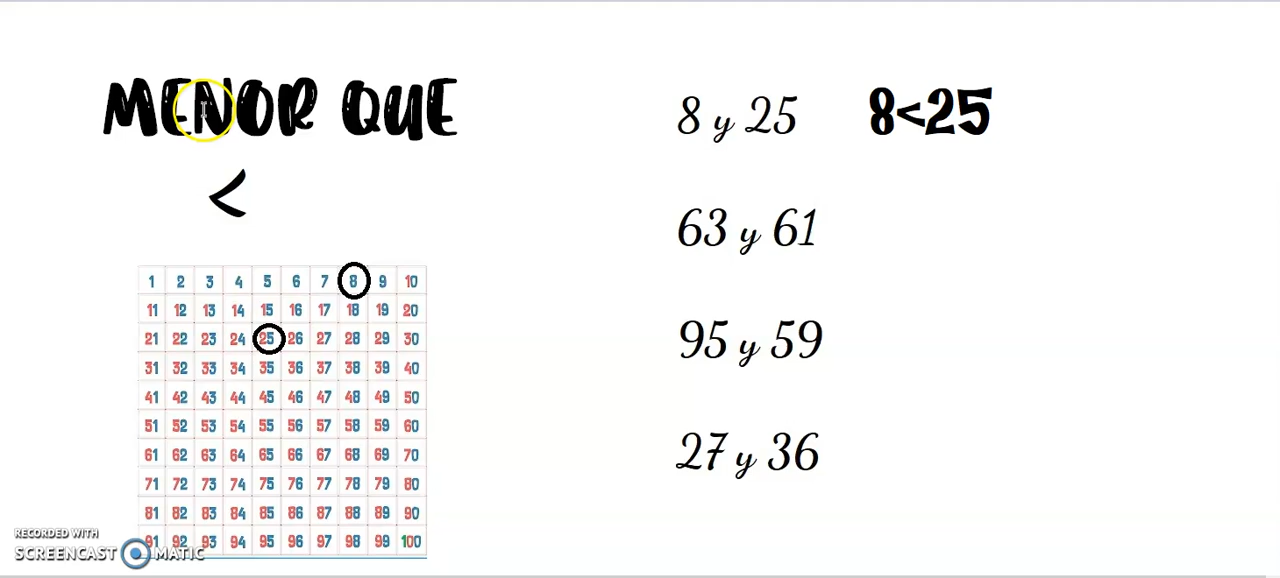 MENOR QUE
<
1 2 3 4 5 6 7 8 9 10
11 12 13 14 15 16 17 18 19 20
21 22 23 24 25 26 27 28 29 30
31 32 33 34 35 36 37 38 39 40
41 42 43 44 45 46 47 48 49 50
51 52 53 54 55 56 57 58 59 60
61 62 63 64 65 66 67 68 69 70
71 72 73 74 75 76 77 78 79 80
81 82 83 84 85 86 87 88 89 90
91 92 93 94 95 96 97 98 99 100
8 y 25 8<25
63 y 61
95 y 59
27 y 36
RECORDED WITH
SCREENCAST MATIC